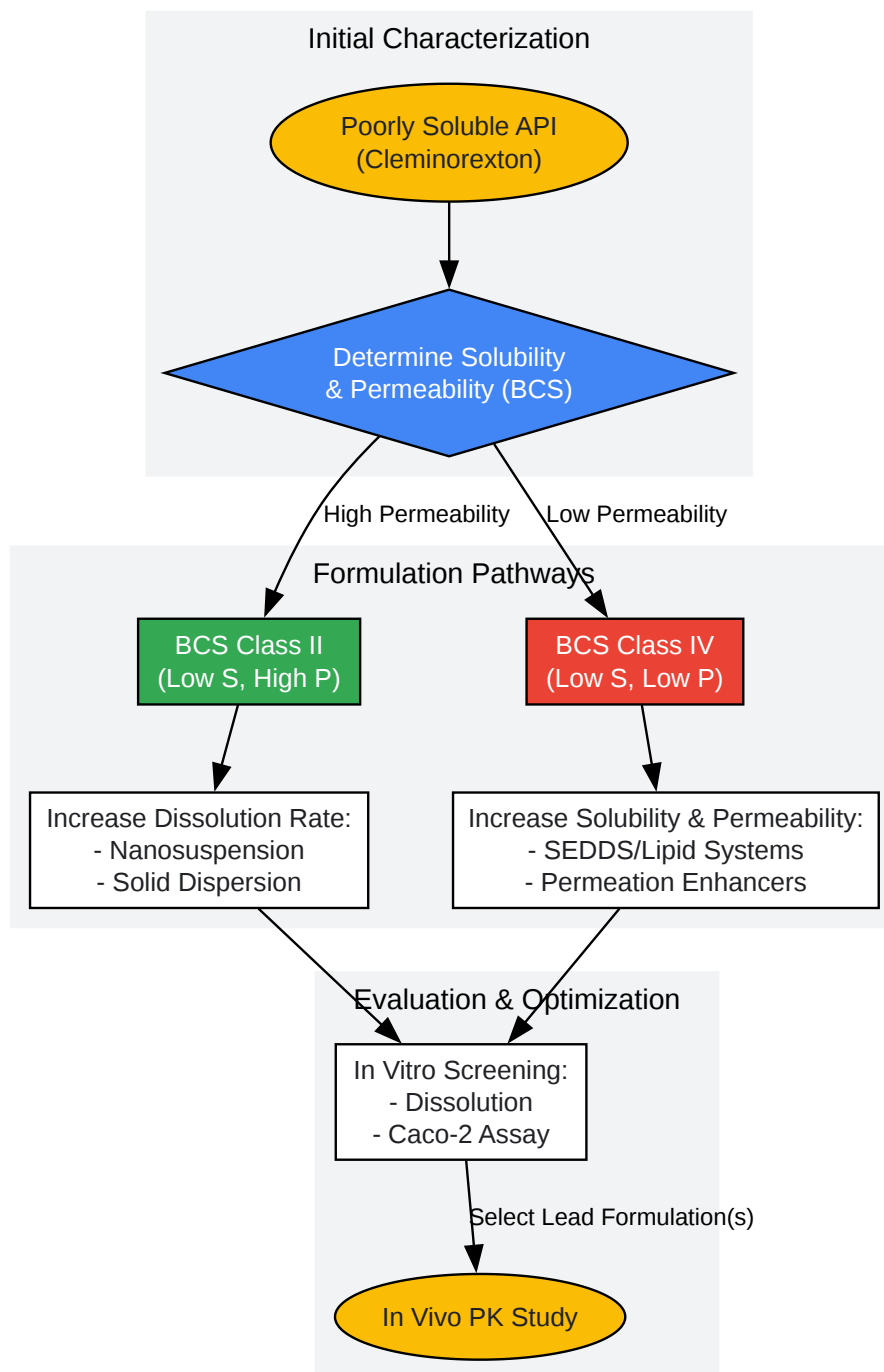 Initial Characterization
Poorly Soluble API
(Cleminorexton)
Determine Solubility
& Permeability (BCS)
High Permeability
Low Permeability
Formulation Pathways
BCS Class II
(Low S, High P)
BCS Class IV
(Low S, Low P)
Increase Dissolution Rate:
- Nanosuspension
- Solid Dispersion
Increase Solubility & Permeability:
- SEDDS/Lipid Systems
- Permeation Enhancers
Evaluation & Optimization
In Vitro Screening:
- Dissolution
- Caco-2 Assay
Select Lead Formulation(s)
In Vivo PK Study